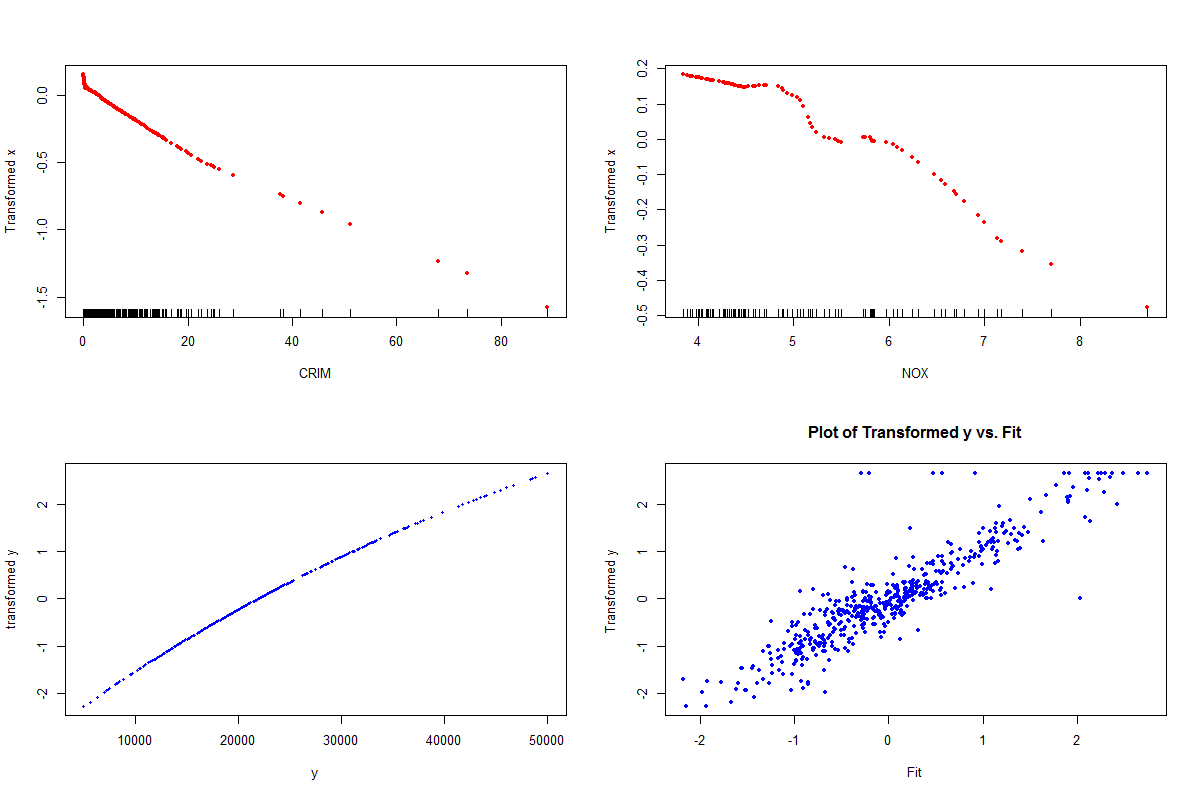 Transformed x
0.0
-0.5
-1.0
-1.5
0 20 40 60 80
CRIM
Transformed x
0.2
0.1
0.0
-0.1
-0.2
-0.3
-0.4
-0.5
4 5 6 7 8
NOX
transformed y
2
1
0
-1
-2
10000 20000 30000 40000 50000
y
Plot of Transformed y vs. Fit
Transformed y
2
1
0
-1
-2
-2 -1 0 1 2
Fit